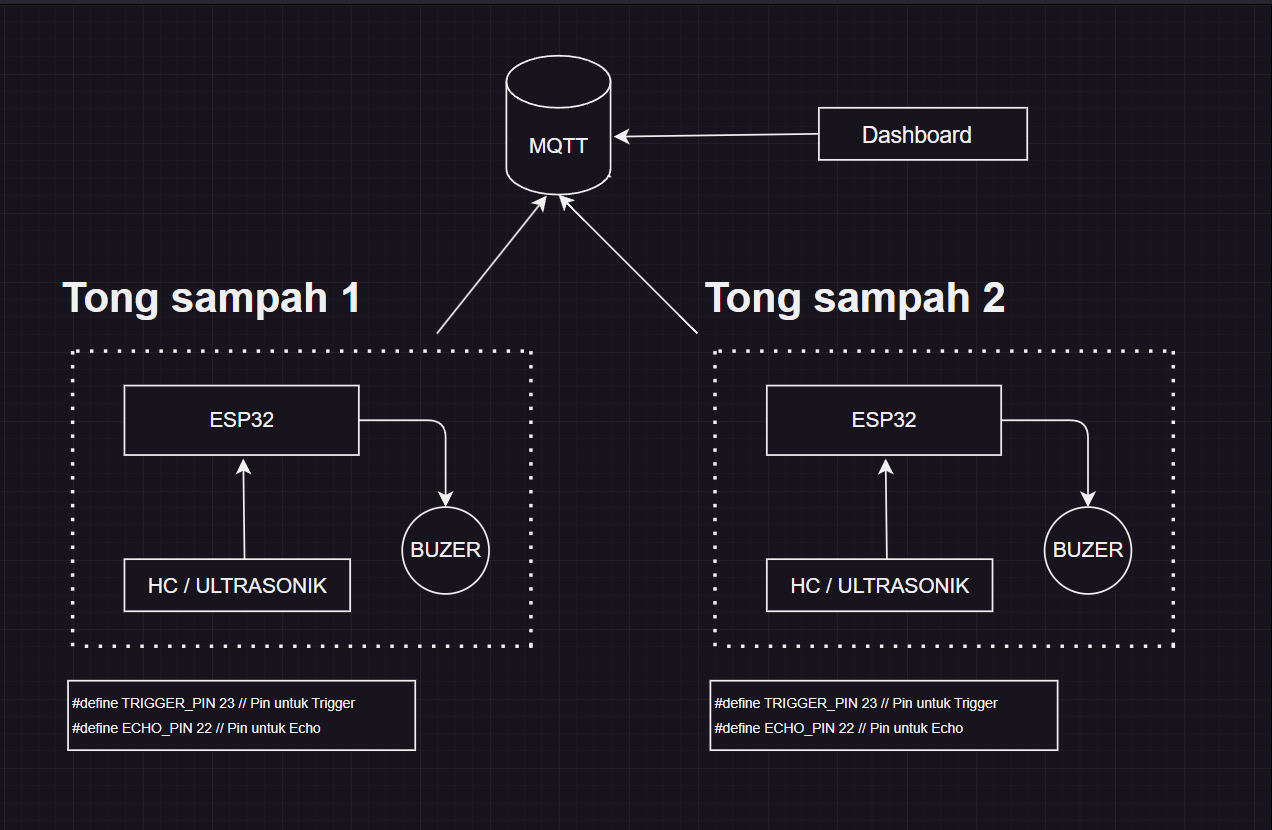 MQTT
Dashboard
Tong sampah 1
Tong sampah 2
ESP32
ESP32
BUZER
BUZER
HC / ULTRASONIK
HC / ULTRASONIK
#define TRIGGER_PIN 23 // Pin untuk Trigger
#define ECHO_PIN 22 // Pin untuk Echo
#define TRIGGER_PIN 23 // Pin untuk Trigger
#define ECHO_PIN 22 // Pin untuk Echo